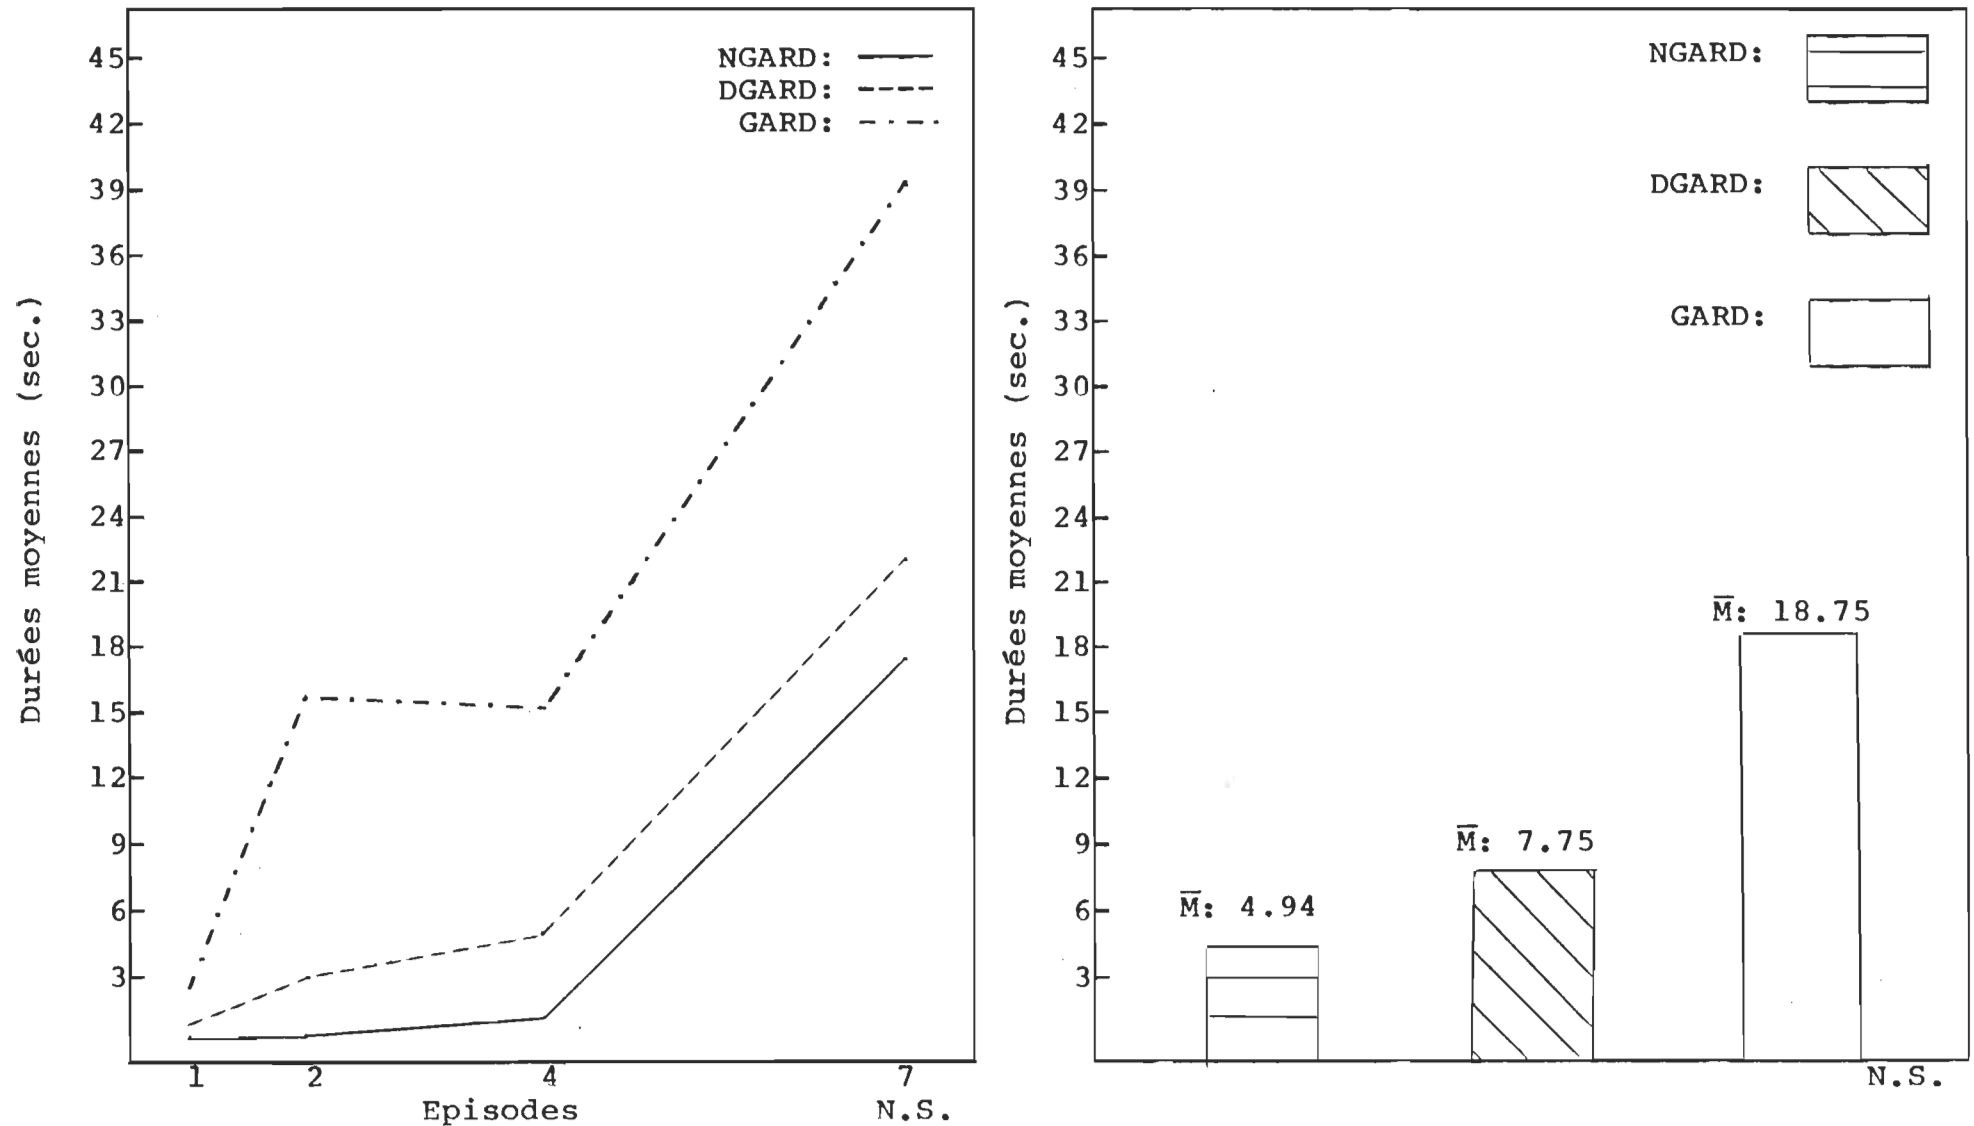 NGARD:
DGARD:
GARD:
45
42
39
36
33
30
27
24
21
18
15
12
9
6
3
Durées moyennes (sec.)
1 2 4 7
Episodes N.S.
NGARD:
DGARD:
GARD:
45
42
39
36
33
30
27
24
21
18
15
12
9
6
3
Durées moyennes (sec.)
M̅: 18.75
M̅: 7.75
M̅: 4.94
N.S.